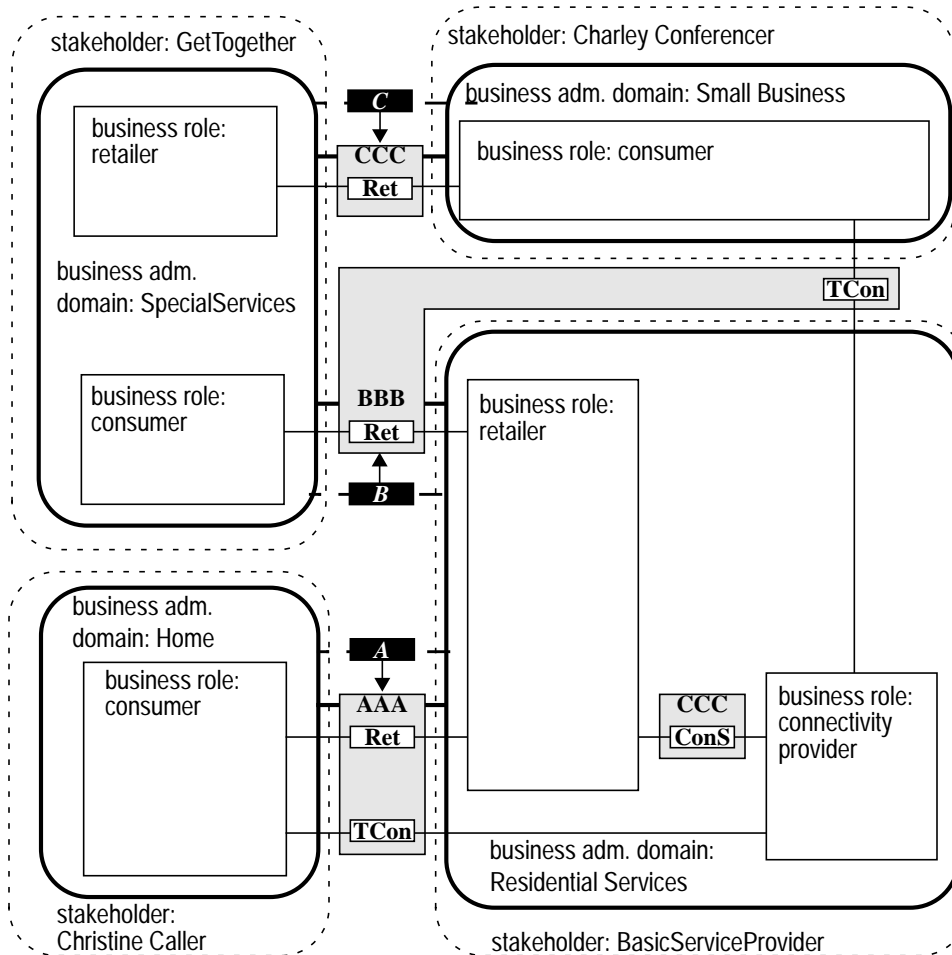 stakeholder: GetTogether
business role:
retailer
business adm.
domain: SpecialServices
business role:
consumer
C
CCC
Ret
stakeholder: Charley Conferencer
business adm. domain: Small Business
business role: consumer
TCon
BBB
Ret
B
business role:
retailer
business adm.
domain: Home
business role:
consumer
A
AAA
Ret
TCon
CCC
ConS
business role:
connectivity
provider
business adm. domain:
Residential Services
stakeholder:
Christine Caller
stakeholder: BasicServiceProvider